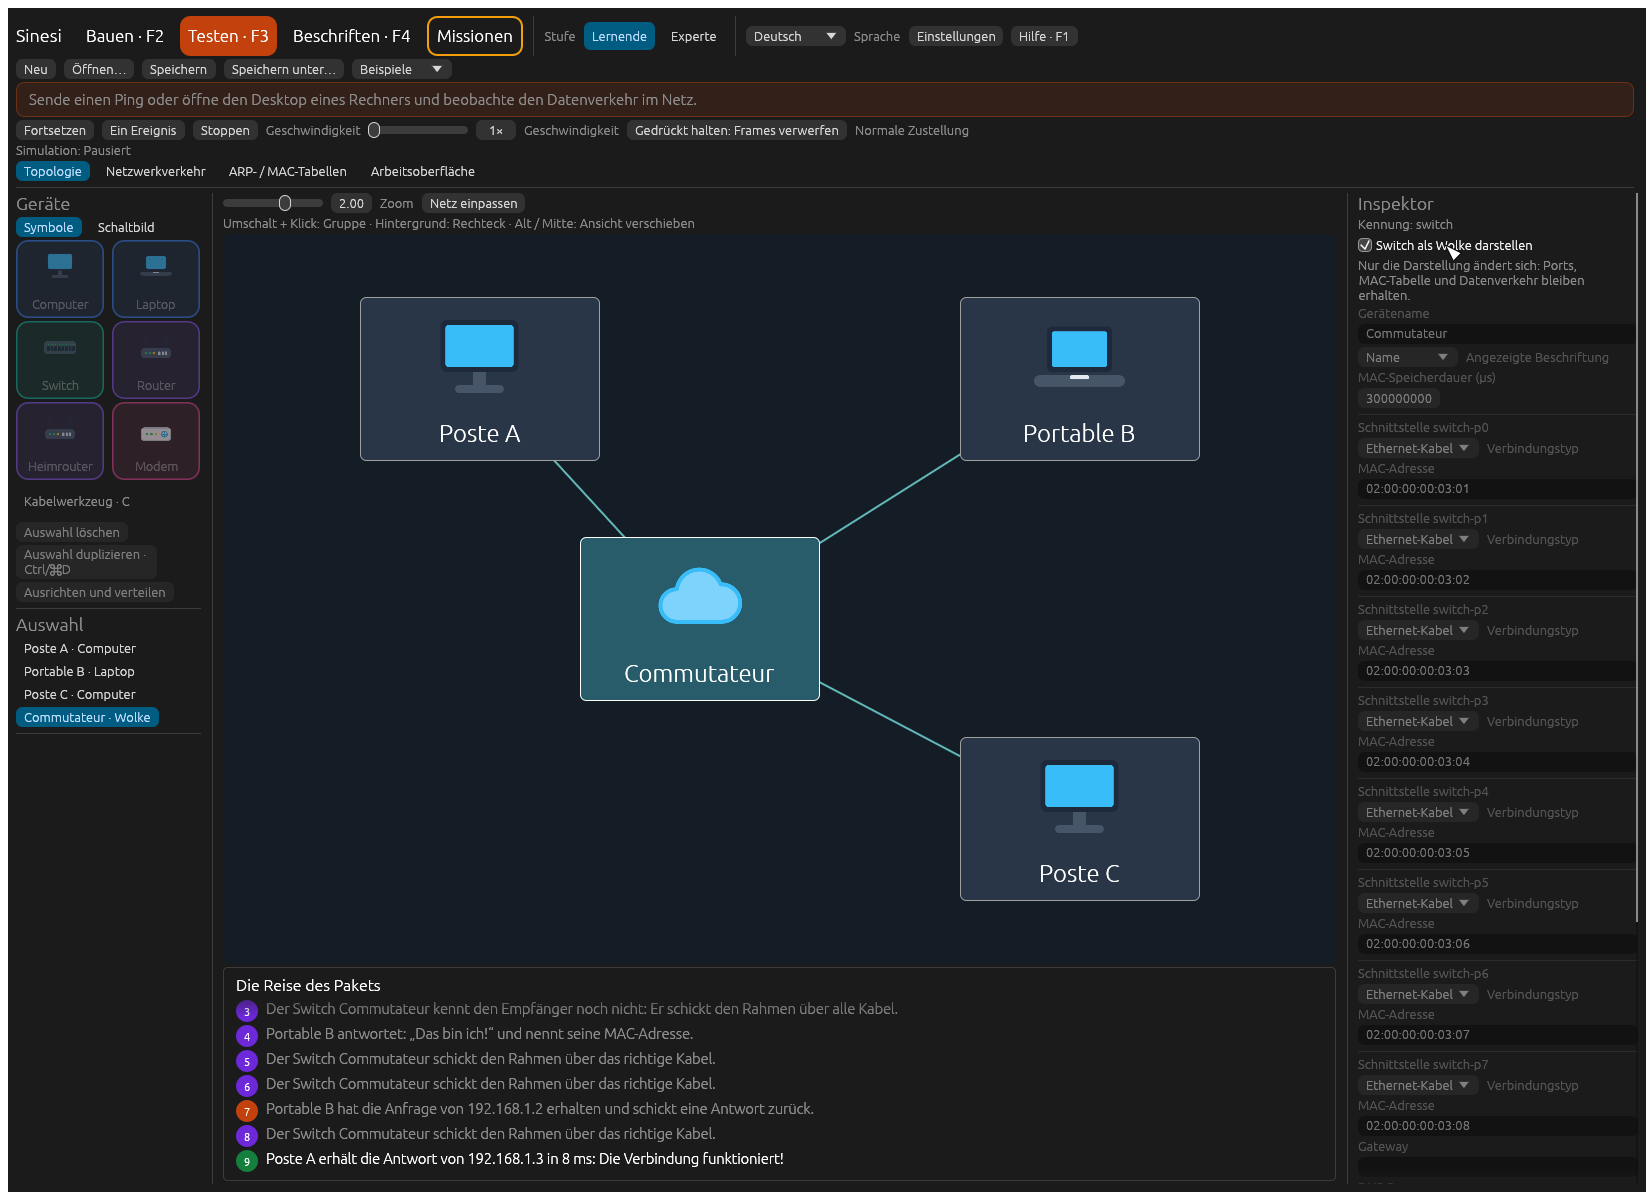 Sinesi Bauen · F2 Testen · F3 Beschriften · F4 Missionen Stufe Lernende Experte Deutsch Sprache Einstellungen Hilfe · F1
Neu Öffnen... Speichern Speichern unter... Beispiele
Sende einen Ping oder öffne den Desktop eines Rechners und beobachte den Datenverkehr im Netz.
Fortsetzen Ein Ereignis Stoppen Geschwindigkeit 1× Geschwindigkeit Gedrückt halten: Frames verwerfen Normale Zustellung
Simulation: Pausiert
Topologie Netzwerkverkehr ARP- / MAC-Tabellen Arbeitsoberfläche
Geräte
Symbole Schaltbild
Computer Laptop
Switch Router
Heimrouter Modem
Kabelwerkzeug · C
Auswahl löschen
Auswahl duplizieren ·
Ctrl/⌘D
Ausrichten und verteilen
Auswahl
Poste A · Computer
Portable B · Laptop
Poste C · Computer
Commutateur · Wolke
2.00 Zoom Netz einpassen
Umschalt + Klick: Gruppe · Hintergrund: Rechteck · Alt / Mitte: Ansicht verschieben
Poste A
Portable B
Commutateur
Poste C
Die Reise des Pakets
3 Der Switch Commutateur kennt den Empfänger noch nicht: Er schickt den Rahmen über alle Kabel.
4 Portable B antwortet: „Das bin ich!“ und nennt seine MAC-Adresse.
5 Der Switch Commutateur schickt den Rahmen über das richtige Kabel.
6 Der Switch Commutateur schickt den Rahmen über das richtige Kabel.
7 Portable B hat die Anfrage von 192.168.1.2 erhalten und schickt eine Antwort zurück.
8 Der Switch Commutateur schickt den Rahmen über das richtige Kabel.
9 Poste A erhält die Antwort von 192.168.1.3 in 8 ms: Die Verbindung funktioniert!
Inspektor
Kennung: switch
Switch als Wolke darstellen
Nur die Darstellung ändert sich: Ports,
MAC-Tabelle und Datenverkehr bleiben
erhalten.
Gerätename
Commutateur
Name Angezeigte Beschriftung
MAC-Speicherdauer (µs)
300000000
Schnittstelle switch-p0
Ethernet-Kabel Verbindungstyp
MAC-Adresse
02:00:00:00:03:01
Schnittstelle switch-p1
Ethernet-Kabel Verbindungstyp
MAC-Adresse
02:00:00:00:03:02
Schnittstelle switch-p2
Ethernet-Kabel Verbindungstyp
MAC-Adresse
02:00:00:00:03:03
Schnittstelle switch-p3
Ethernet-Kabel Verbindungstyp
MAC-Adresse
02:00:00:00:03:04
Schnittstelle switch-p4
Ethernet-Kabel Verbindungstyp
MAC-Adresse
02:00:00:00:03:05
Schnittstelle switch-p5
Ethernet-Kabel Verbindungstyp
MAC-Adresse
02:00:00:00:03:06
Schnittstelle switch-p6
Ethernet-Kabel Verbindungstyp
MAC-Adresse
02:00:00:00:03:07
Schnittstelle switch-p7
Ethernet-Kabel Verbindungstyp
MAC-Adresse
02:00:00:00:03:08
Gateway